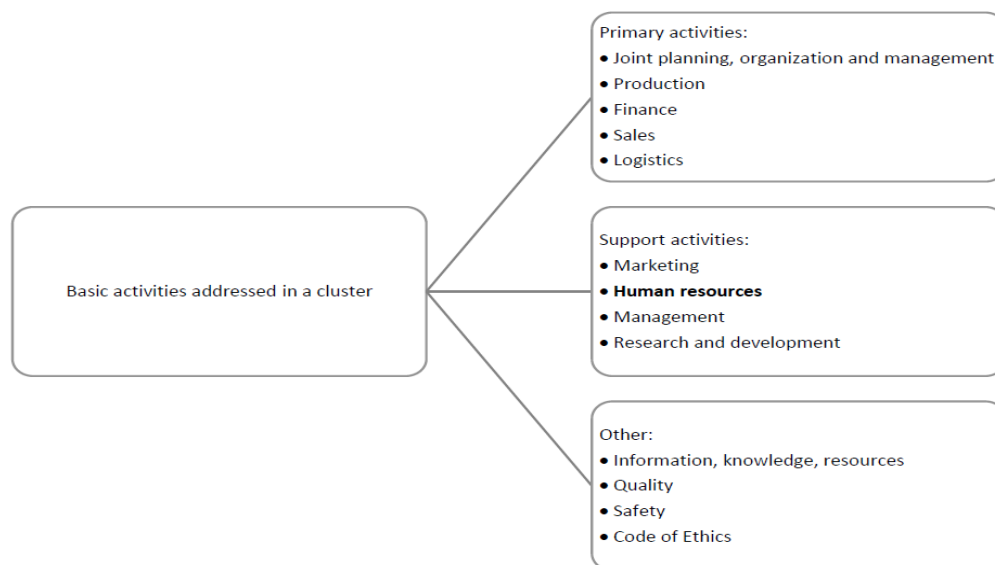 Primary activities:
● Joint planning, organization and management
● Production
● Finance
● Sales
● Logistics
Basic activities addressed in a cluster
Support activities:
● Marketing
● Human resources
● Management
● Research and development
Other:
● Information, knowledge, resources
● Quality
● Safety
● Code of Ethics